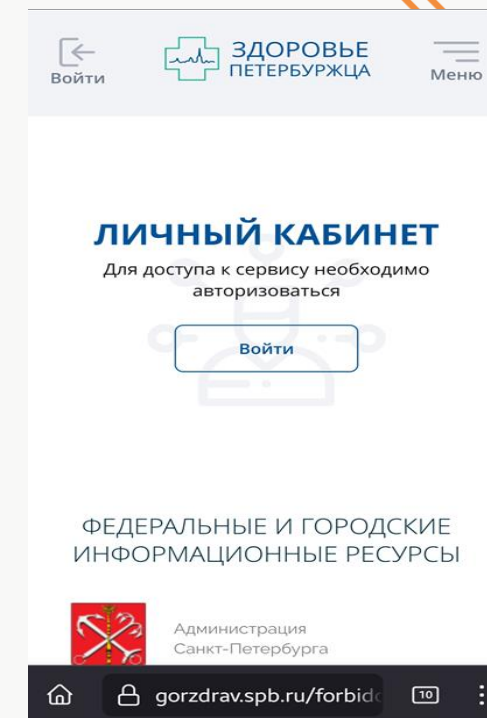 Войти
ЗДОРОВЬЕ
ПЕТЕРБУРЖЦА
Меню
ЛИЧНЫЙ КАБИНЕТ
Для доступа к сервису необходимо
авторизоваться
Войти
ФЕДЕРАЛЬНЫЕ И ГОРОДСКИЕ
ИНФОРМАЦИОННЫЕ РЕСУРСЫ
Администрация
Санкт-Петербурга
gorzdrav.spb.ru/forbid
10